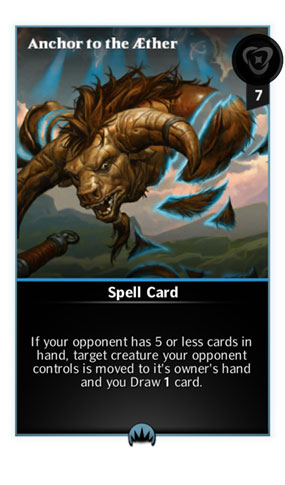 Anchor to the Æther
7
Spell Card
If your opponent has 5 or less cards in
hand, target creature your opponent
controls is moved to it's owner's hand
and you Draw 1 card.